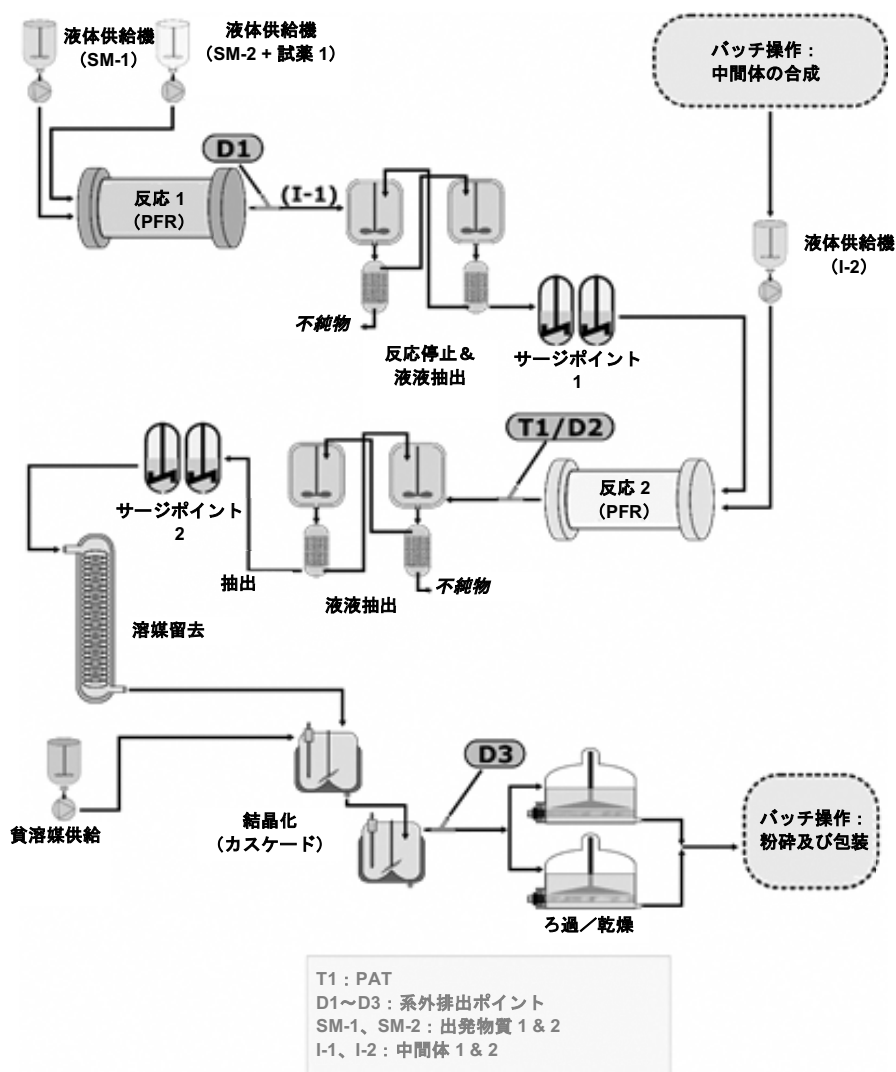 液体供給機
（SM-1）
液体供給機
（SM-2 + 試薬 1）
バッチ操作：
中間体の合成
D1
反応 1
（PFR）
(I-1)
液体供給機
（I-2）
不純物
反応停止＆
液液抽出
サージポイント
1
T1/D2
反応 2
（PFR）
サージポイント
2
抽出
液液抽出
不純物
溶媒留去
D3
貧溶媒供給
結晶化
（カスケード）
バッチ操作：
粉砕及び包装
ろ過／乾燥
T1：PAT
D1～D3：系外排出ポイント
SM-1、SM-2：出発物質 1 & 2
I-1、I-2：中間体 1 & 2